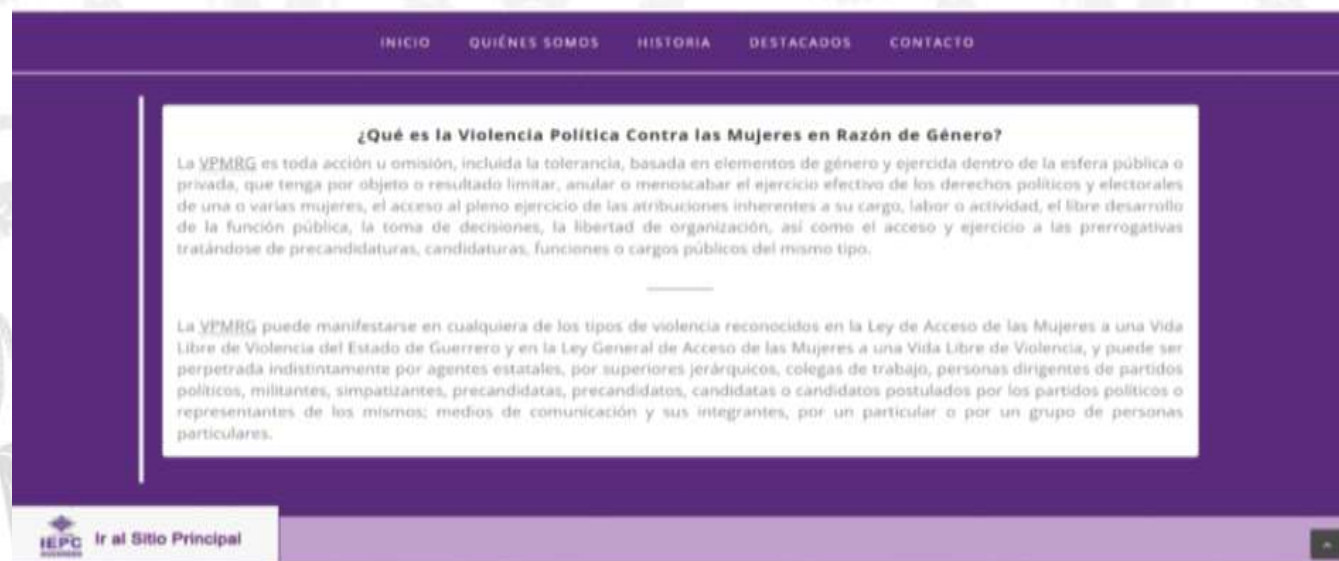 INICIO QUIÉNES SOMOS HISTORIA DESTACADOS CONTACTO
¿Qué es la Violencia Política Contra las Mujeres en Razón de Género?
La VPMRG es toda acción u omisión, incluida la tolerancia, basada en elementos de género y ejercida dentro de la esfera pública o
privada, que tenga por objeto o resultado limitar, anular o menoscabar el ejercicio efectivo de los derechos políticos y electorales
de una o varias mujeres, el acceso al pleno ejercicio de las atribuciones inherentes a su cargo, labor o actividad, el libre desarrollo
de la función pública, la toma de decisiones, la libertad de organización, así como el acceso y ejercicio a las prerrogativas
tratándose de precandidaturas, candidaturas, funciones o cargos públicos del mismo tipo.
La VPMRG puede manifestarse en cualquiera de los tipos de violencia reconocidos en la Ley de Acceso de las Mujeres a una Vida
Libre de Violencia del Estado de Guerrero y en la Ley General de Acceso de las Mujeres a una Vida Libre de Violencia, y puede ser
perpetrada indistintamente por agentes estatales, por superiores jerárquicos, colegas de trabajo, personas dirigentes de partidos
políticos, militantes, simpatizantes, precandidatas, precandidatos, candidatas o candidatos postulados por los partidos políticos o
representantes de los mismos; medios de comunicación y sus integrantes, por un particular o por un grupo de personas
particulares.
IEPC
Ir al Sitio Principal